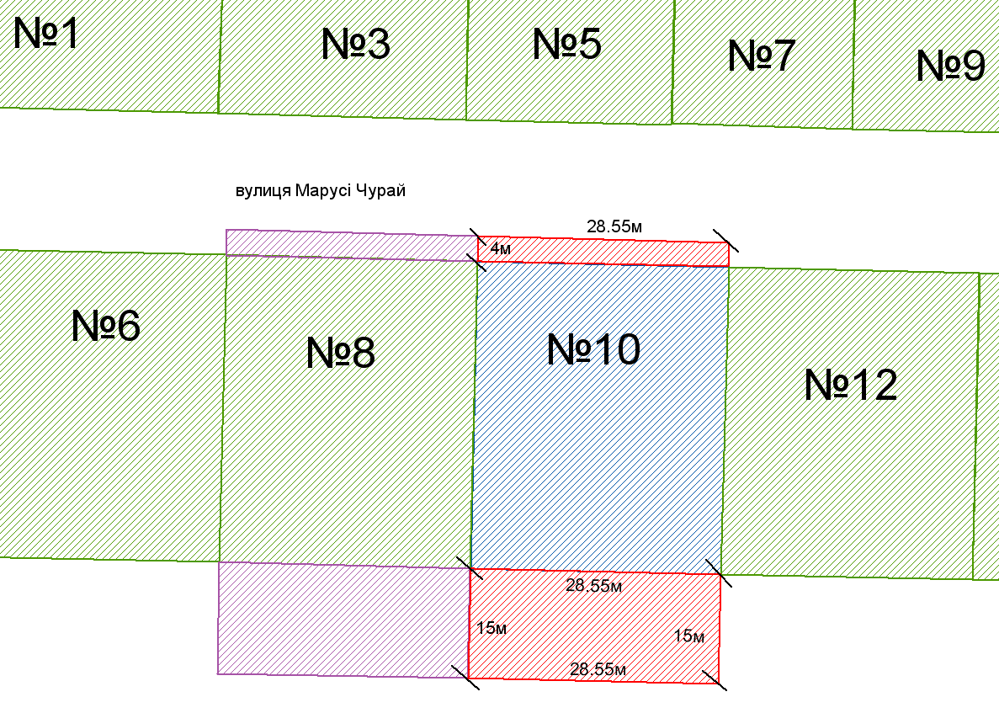 №1
№3
№5
№7
№9
вулиця Марусі Чурай
28.55м
4м
№6
№8
№10
№12
28.55м
15м
15м
28.55м